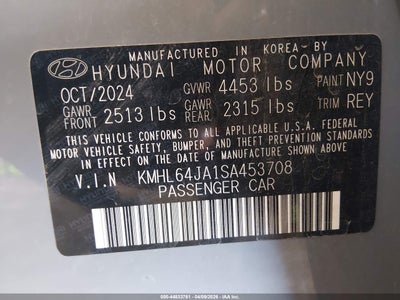 MANUFACTURED IN KOREA BY
HYUNDAI MOTOR COMPANY
OCT/2024 GVWR 4453 lbs PAINT NY9
GAWR FRONT 2513 lbs GAWR REAR 2315 lbs TRIM REY
THIS VEHICLE CONFORMS TO ALL APPLICABLE U.S.A. FEDERAL
MOTOR VEHICLE SAFETY, BUMPER, AND THEFT PREVENTION STANDARDS
IN EFFECT ON THE DATE OF MANUFACTURE SHOWN ABOVE.
V.I.N KMHL64JA1SA453708
PASSENGER CAR